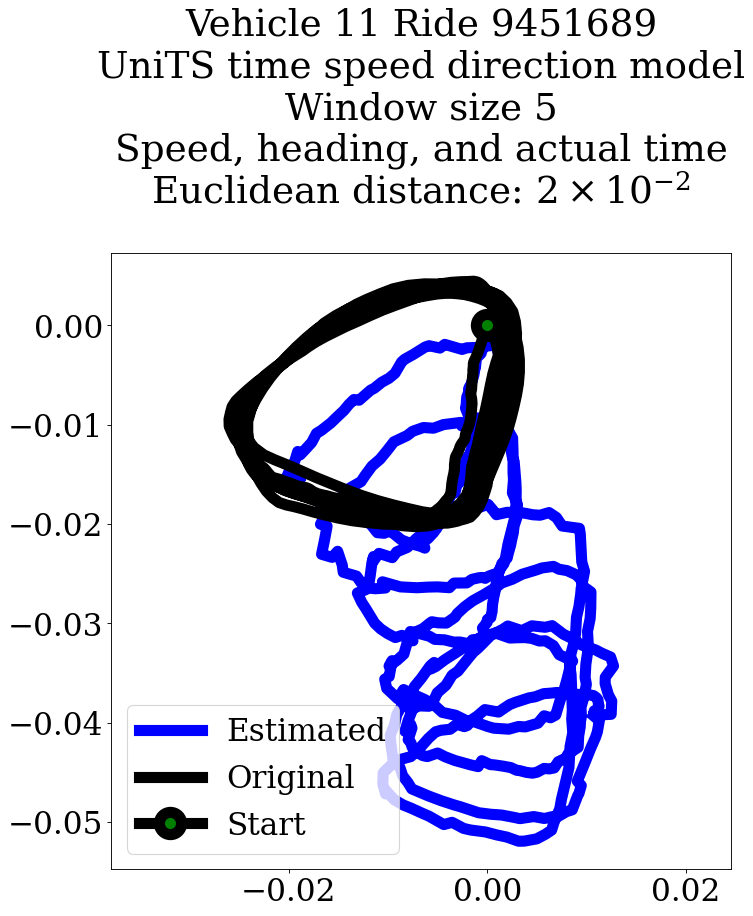 Vehicle 11 Ride 9451689
UniTS time speed direction model
Window size 5
Speed, heading, and actual time
Euclidean distance: 2 × 10⁻²
0.00
−0.01
−0.02
−0.03
−0.04
−0.05
Estimated
Original
Start
−0.02 0.00 0.02